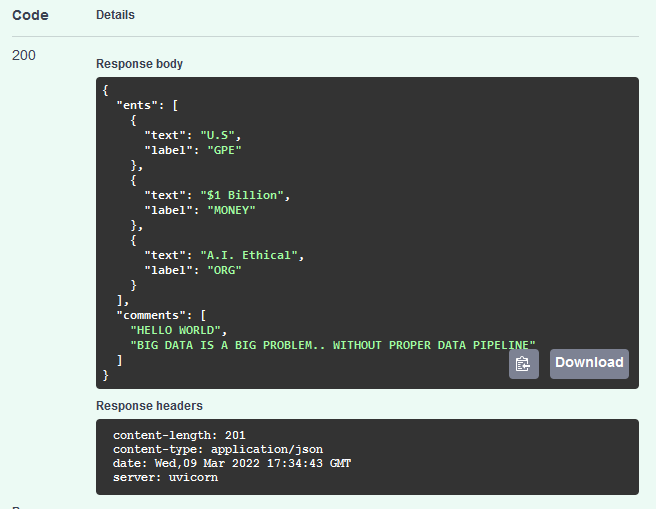 Code Details
200
Response body
{
"ents": [
{
"text": "U.S",
"label": "GPE"
},
{
"text": "$1 Billion",
"label": "MONEY"
},
{
"text": "A.I. Ethical",
"label": "ORG"
}
],
"comments": [
"HELLO WORLD",
"BIG DATA IS A BIG PROBLEM.. WITHOUT PROPER DATA PIPELINE"
]
}
Download
Response headers
content-length: 201
content-type: application/json
date: Wed,09 Mar 2022 17:34:43 GMT
server: uvicorn